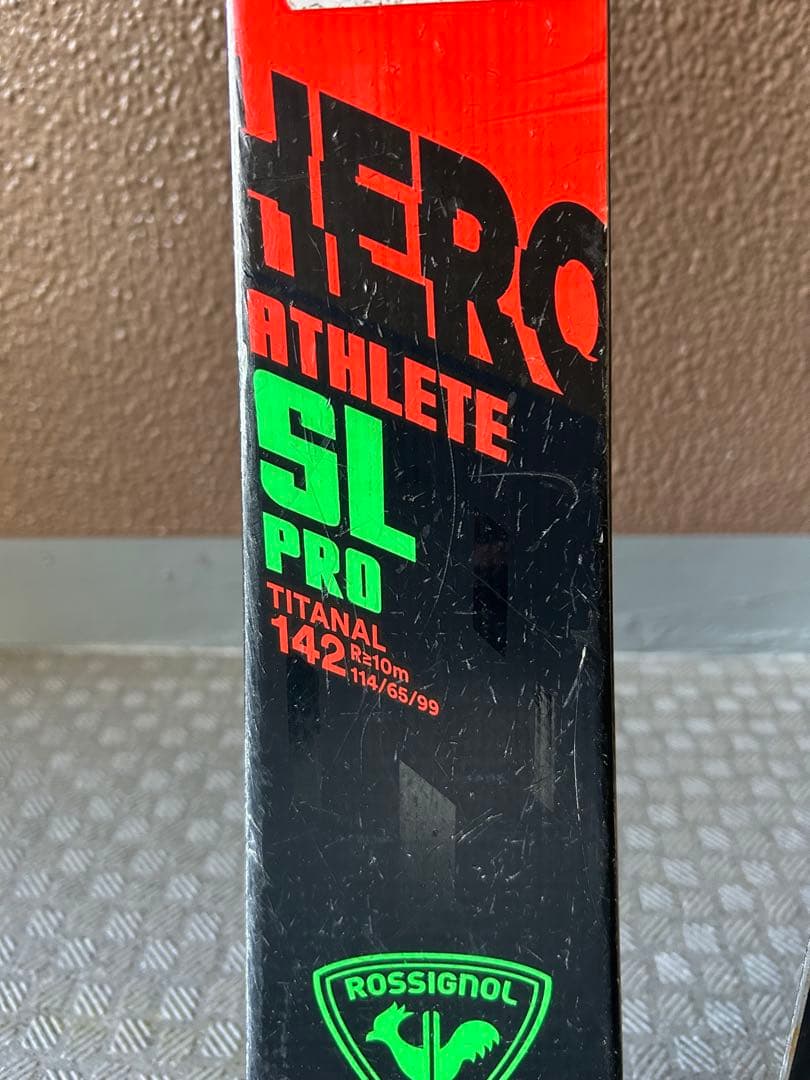 HERO
ATHLETE
SL
PRO
TITANAL
142 R=10m
114/65/99
ROSSIGNOL